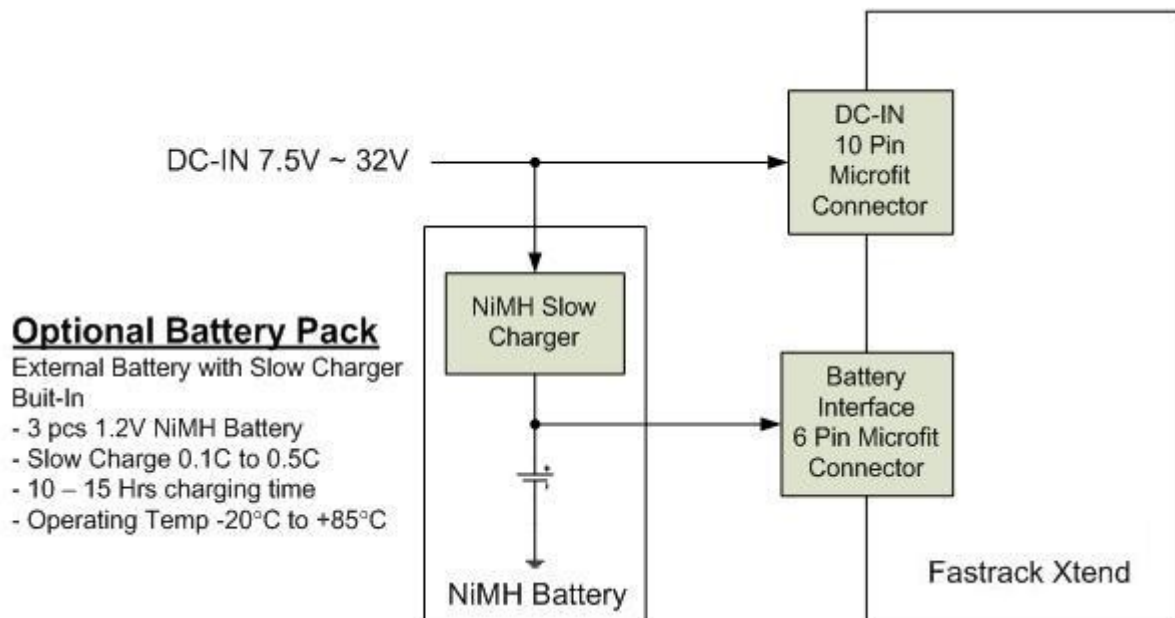 DC-IN 7.5V ~ 32V
DC-IN
10 Pin
Microfit
Connector
NiMH Slow
Charger
Optional Battery Pack
External Battery with Slow Charger
Buit-In
- 3 pcs 1.2V NiMH Battery
- Slow Charge 0.1C to 0.5C
- 10 – 15 Hrs charging time
- Operating Temp -20°C to +85°C
Battery
Interface
6 Pin Microfit
Connector
NiMH Battery
Fastrack Xtend